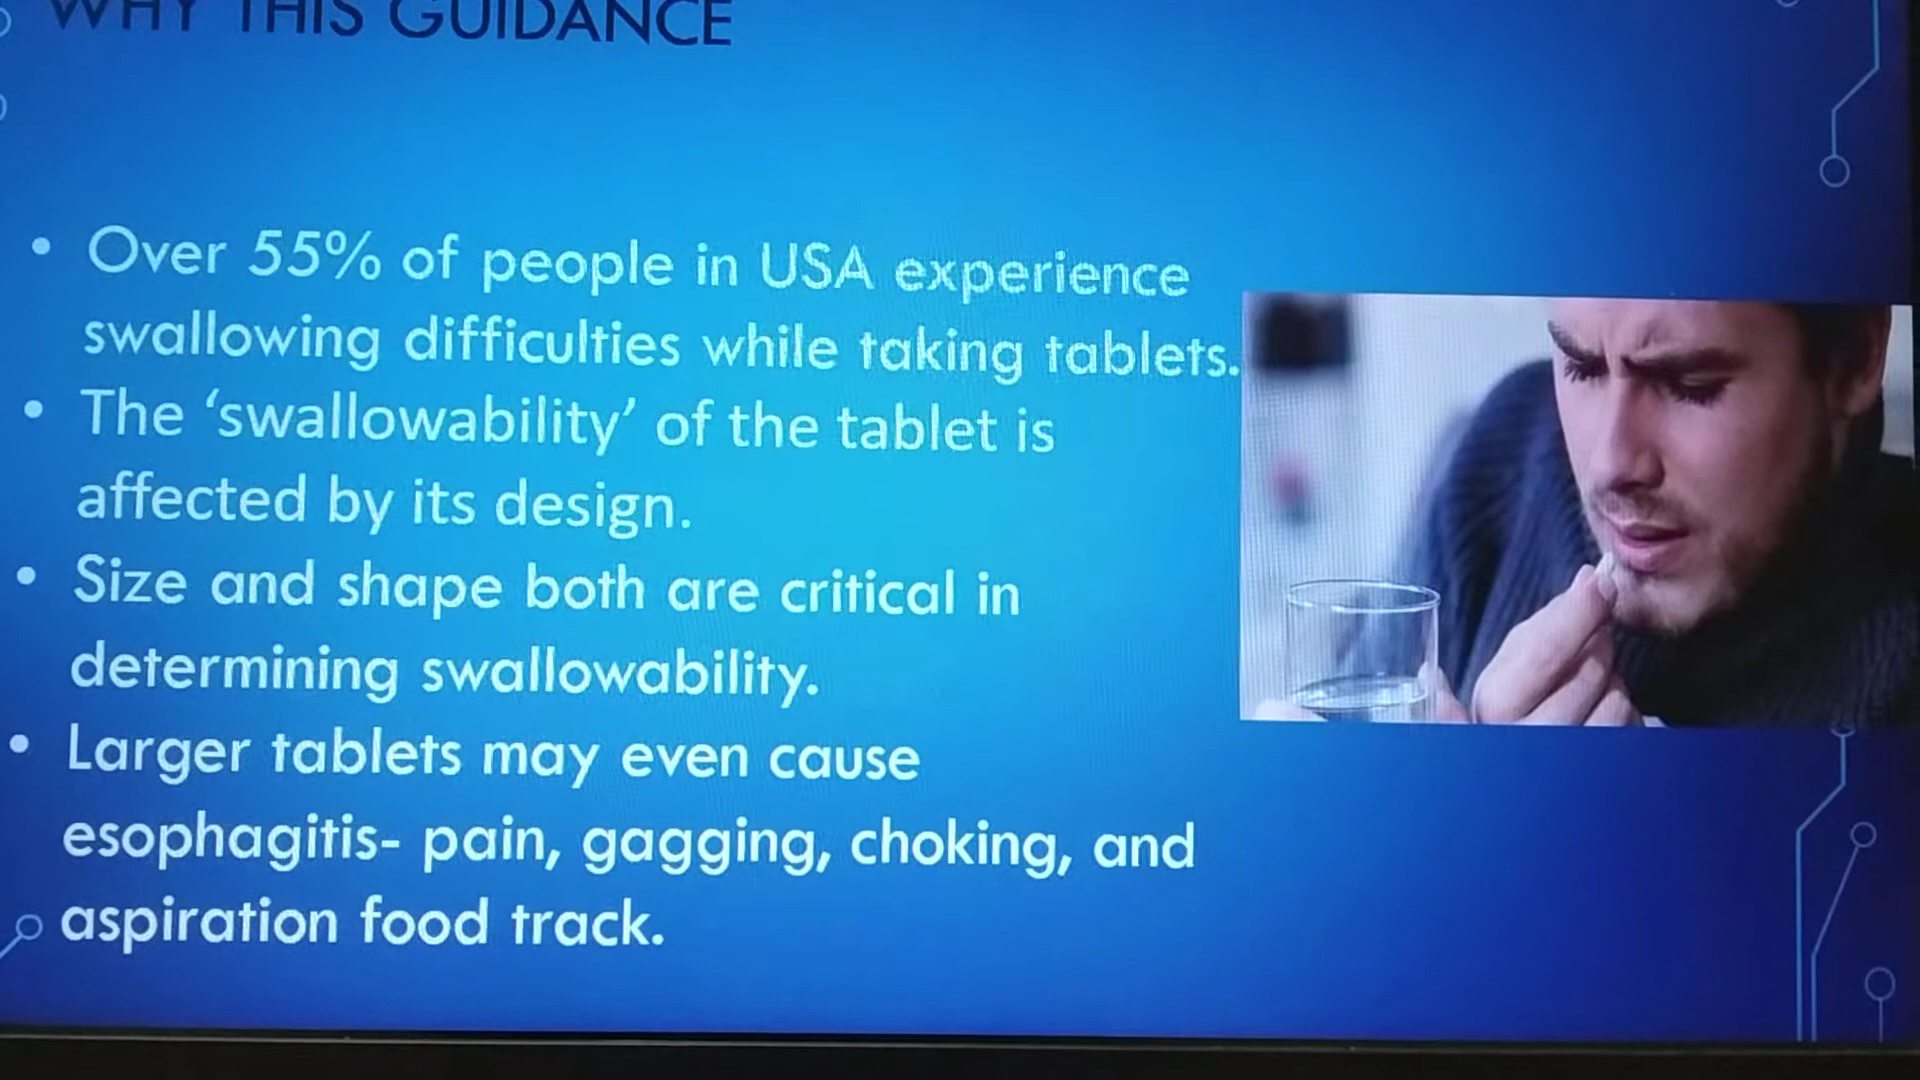 WHY THIS GUIDANCE
• Over 55% of people in USA experience
swallowing difficulties while taking tablets.
• The ‘swallowability’ of the tablet is
affected by its design.
• Size and shape both are critical in
determining swallowability.
• Larger tablets may even cause
esophagitis- pain, gagging, choking, and
aspiration food track.